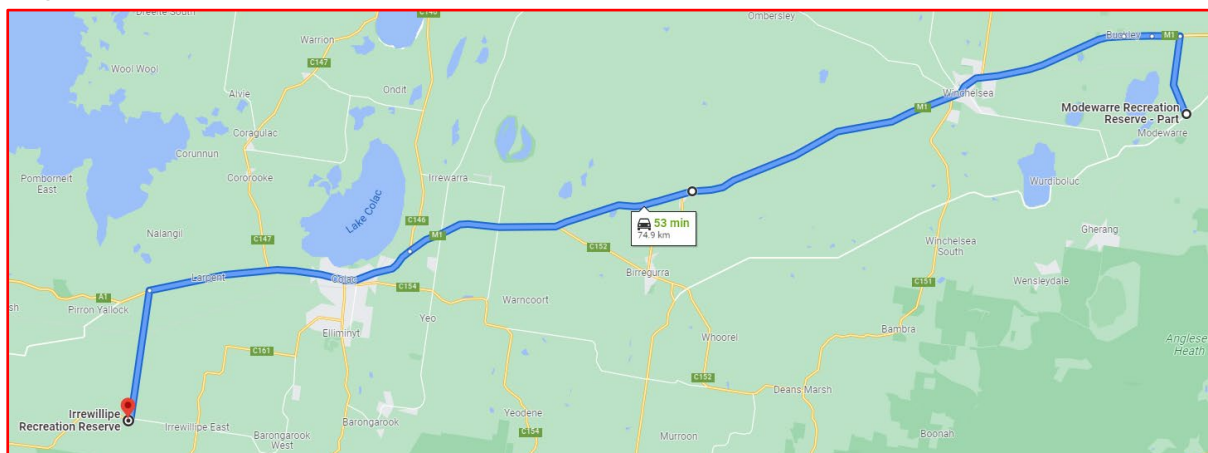 Dreeite South
C146
Ombersley
Warrion
C147
Wool Wool
Ondit
Alvie
Buckley
M1
Winchelsea
Modewarre Recreation
Reserve - Part
Modewarre
Coragulac
M1
Corunnun
Cororooke
Irrewarra
Pomborneit
East
Lake Colac
Wurdiboluc
53 min
74.9 km
C146
M1
Nalangil
C147
C152
Gherang
Winchelsea
South
Larpent
Colac
Birregurra
Wensleydale
C151
A1
Pirron Yallock
C154
Warncoort
Yeo
Elliminyt
Bambra
Whoorel
Anglesea
Heath
C161
C152
Deans Marsh
Irrewillipe
Recreation Reserve
Irrewillipe East
Barongarook
Yeodene
C154
Barongarook
West
Murroon
Boonah